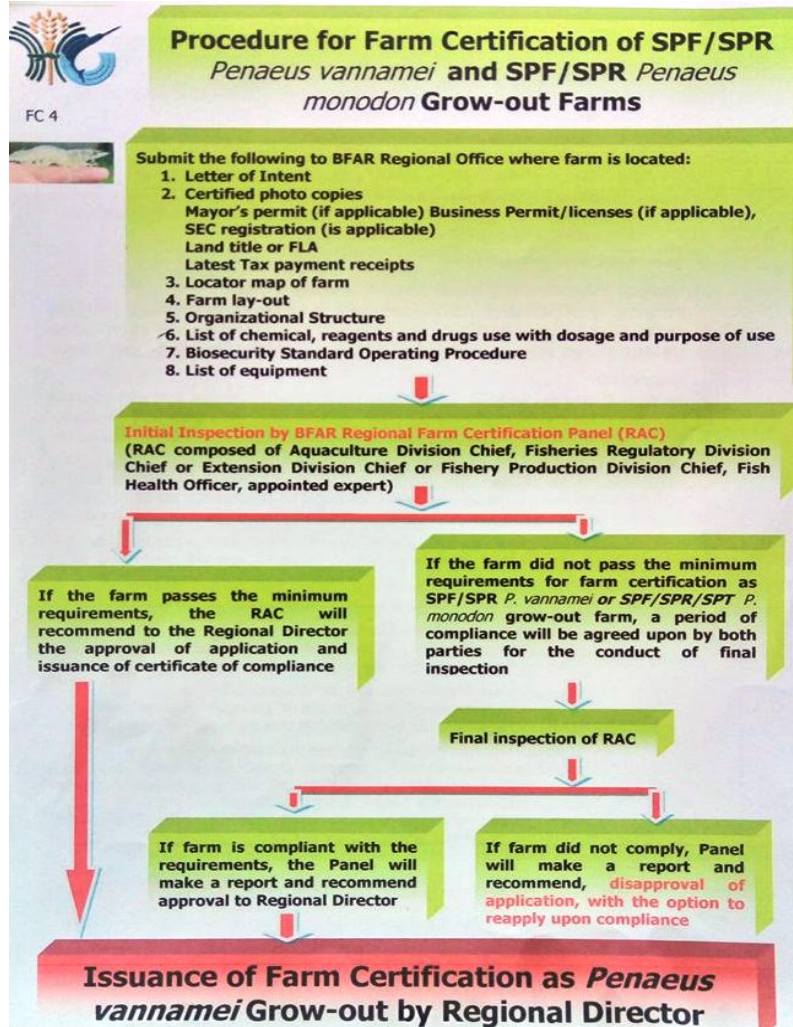 Procedure for Farm Certification of SPF/SPR
Penaeus vannamei and SPF/SPR Penaeus
monodon Grow-out Farms
FC 4
Submit the following to BFAR Regional Office where farm is located:
1. Letter of Intent
2. Certified photo copies
Mayor's permit (if applicable) Business Permit/licenses (if applicable),
SEC registration (is applicable)
Land title or FLA
Latest Tax payment receipts
3. Locator map of farm
4. Farm lay-out
5. Organizational Structure
6. List of chemical, reagents and drugs use with dosage and purpose of use
7. Biosecurity Standard Operating Procedure
8. List of equipment
Initial Inspection by BFAR Regional Farm Certification Panel (RAC)
(RAC composed of Aquaculture Division Chief, Fisheries Regulatory Division
Chief or Extension Division Chief or Fishery Production Division Chief, Fish
Health Officer, appointed expert)
If the farm passes the minimum
requirements, the RAC will
recommend to the Regional Director
the approval of application and
issuance of certificate of compliance
If the farm did not pass the minimum
requirements for farm certification as
SPF/SPR P. vannamei or SPF/SPR/SPT P.
monodon grow-out farm, a period of
compliance will be agreed upon by both
parties for the conduct of final
inspection
Final inspection of RAC
If farm is compliant with the
requirements, the Panel will
make a report and recommend
approval to Regional Director
If farm did not comply, Panel
will make a report and
recommend, disapproval of
application, with the option to
reapply upon compliance
Issuance of Farm Certification as Penaeus
vannamei Grow-out by Regional Director